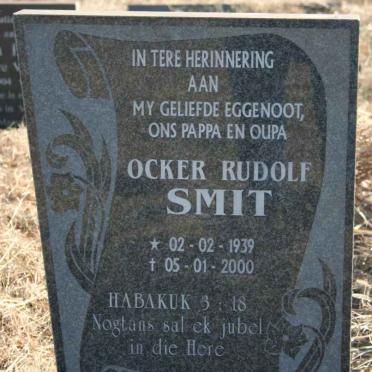 IN TERE HERINNERING
AAN
MY GELIEFDE EGGENOOT,
ONS PAPPA EN OUPA
OCKER RUDOLF
SMIT
★ 02-02-1939
† 05-01-2000
HABAKUK 3:18
Nogtans sal ek jubel
in die Here